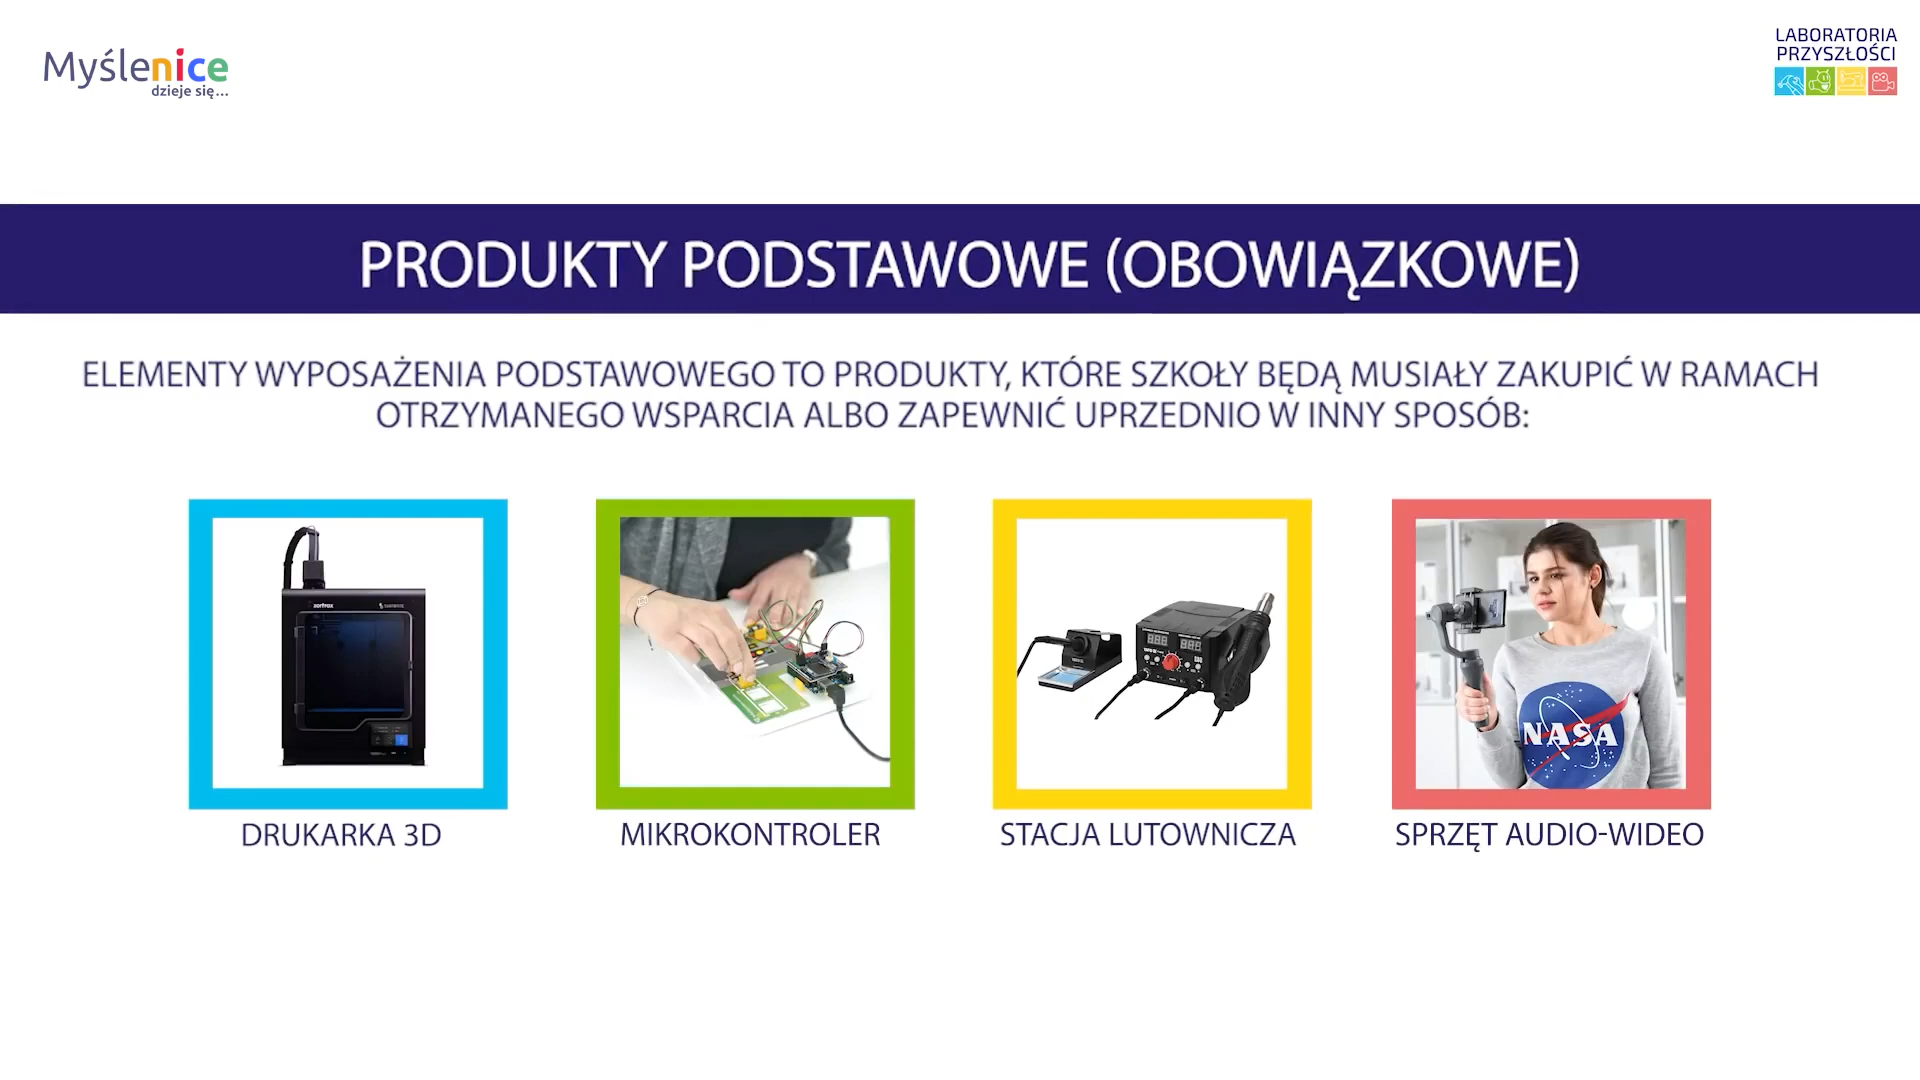 Myślenice
dzieje się...
LABORATORIA
PRZYSZŁOŚCI
PRODUKTY PODSTAWOWE (OBOWIĄZKOWE)
ELEMENTY WYPOSAŻENIA PODSTAWOWEGO TO PRODUKTY, KTÓRE SZKOŁY BĘDĄ MUSIAŁY ZAKUPIĆ W RAMACH
OTRZYMANEGO WSPARCIA ALBO ZAPEWNIĆ UPRZEDNIO W INNY SPOSÓB:
zortrax
NASA
DRUKARKA 3D
MIKROKONTROLER
STACJA LUTOWNICZA
SPRZĘT AUDIO-WIDEO